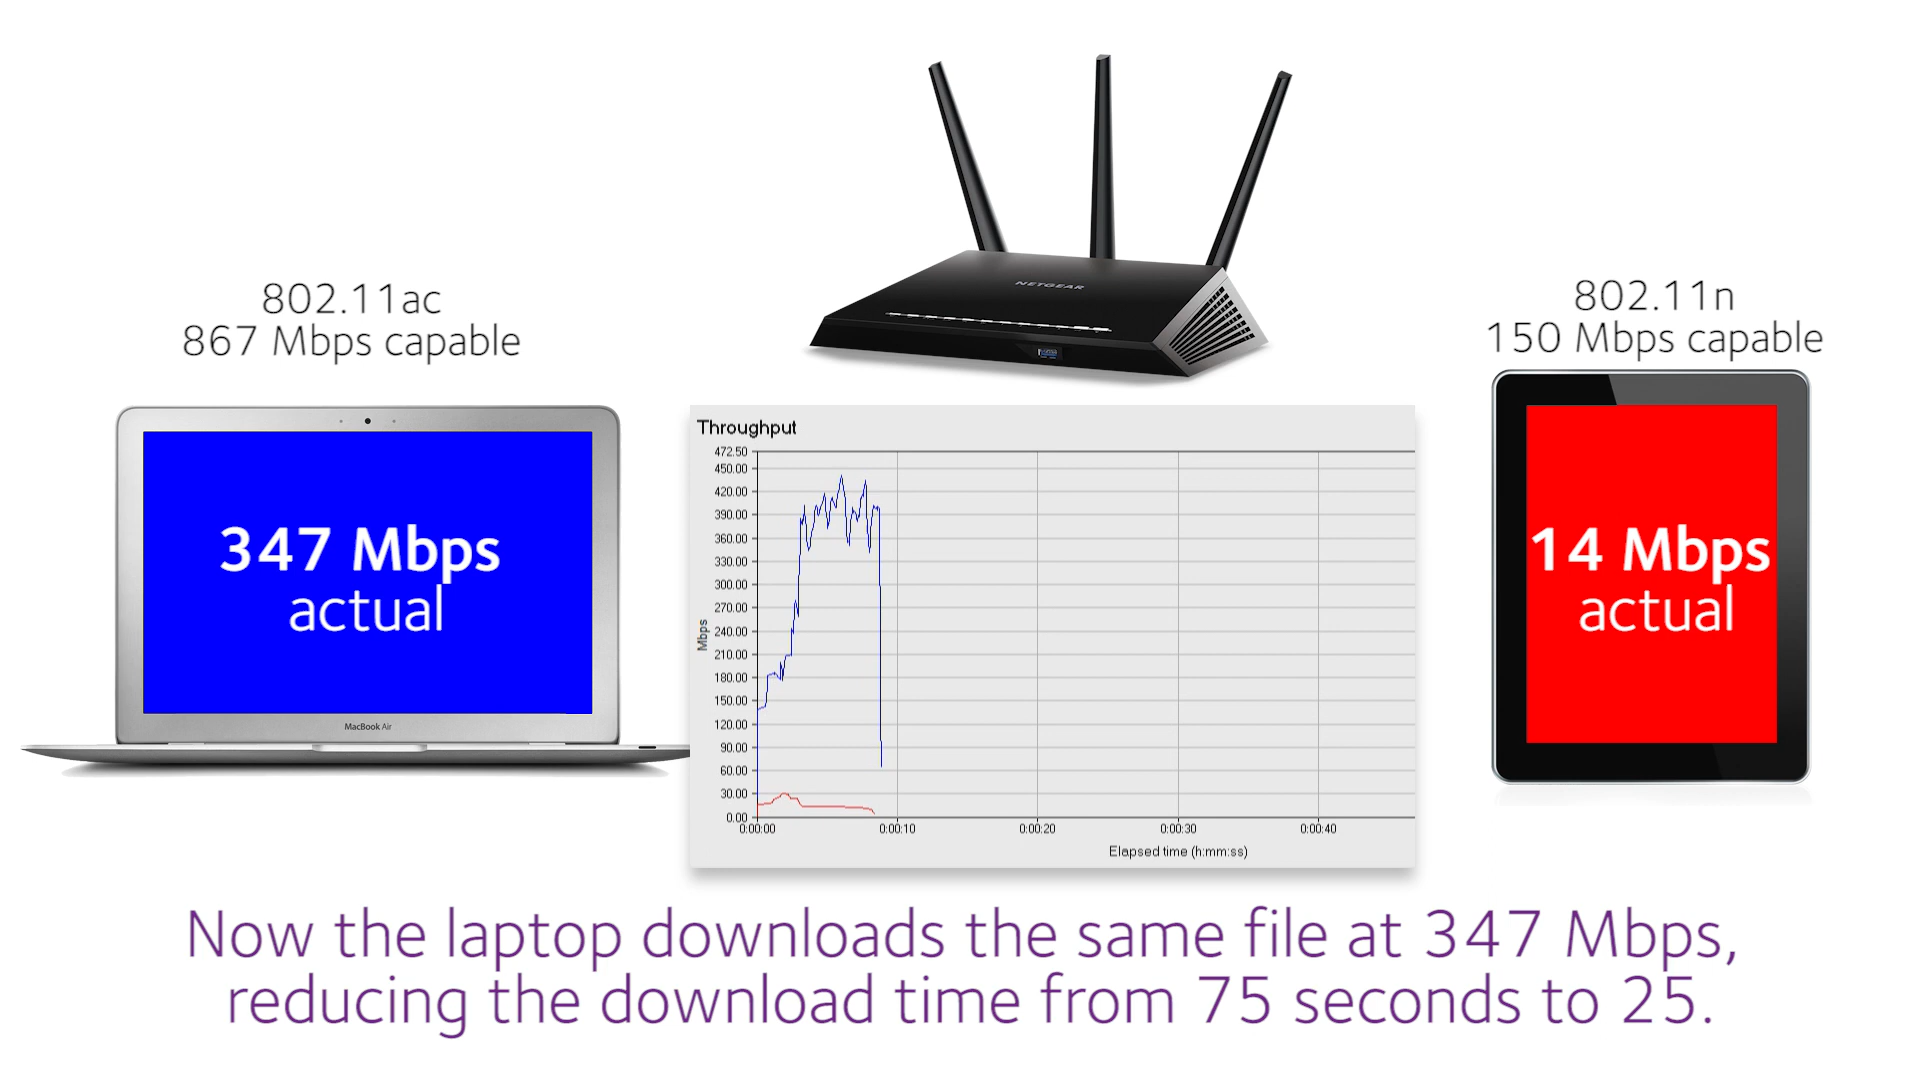 NETGEAR
802.11ac
867 Mbps capable
802.11n
150 Mbps capable
347 Mbps
actual
MacBook Air
14 Mbps
actual
Throughput
472.50
450.00
420.00
390.00
360.00
330.00
300.00
270.00
240.00
210.00
180.00
150.00
120.00
90.00
60.00
30.00
0.00
Mbps
0:00:00 0:00:10 0:00:20 0:00:30 0:00:40
Elapsed time (h:mm:ss)
Now the laptop downloads the same file at 347 Mbps,
reducing the download time from 75 seconds to 25.